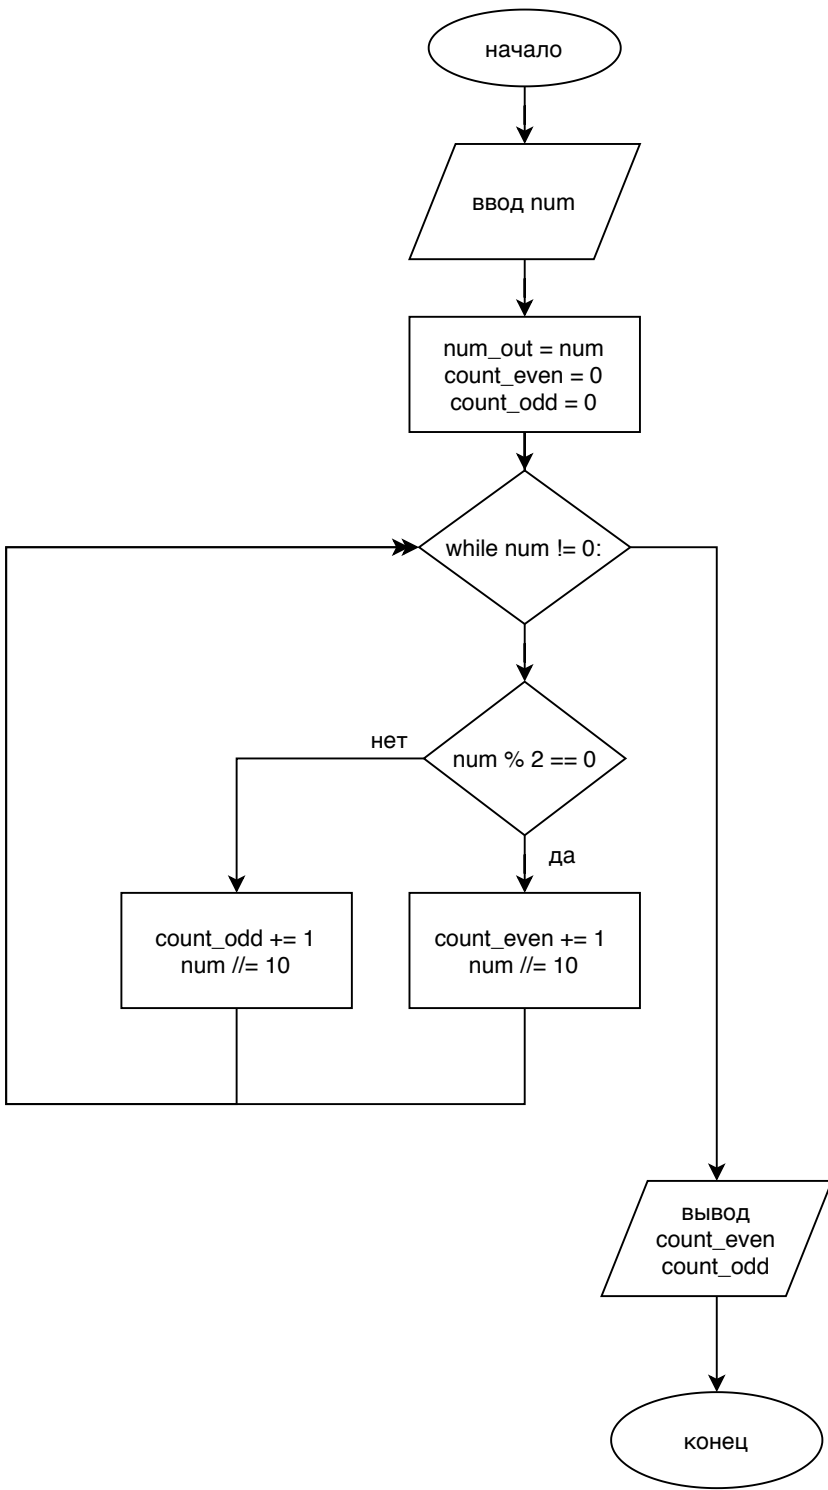 начало
ввод num
num_out = num
count_even = 0
count_odd = 0
while num != 0:
num % 2 == 0
нет
да
count_odd += 1
num //= 10
count_even += 1
num //= 10
вывод
count_even
count_odd
конец